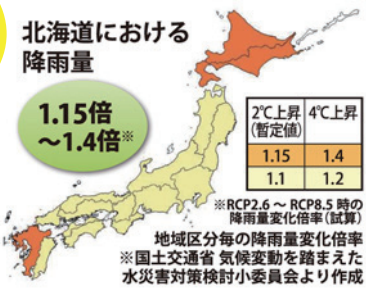 北海道における
降雨量
1.15倍
～1.4倍※
2℃上昇
(暫定値)
4℃上昇
1.15
1.4
1.1
1.2
※RCP2.6 ～ RCP8.5 時の
降雨量変化倍率(試算)
地域区分毎の降雨量変化倍率
※国土交通省 気候変動を踏まえた
水災害対策検討小委員会より作成